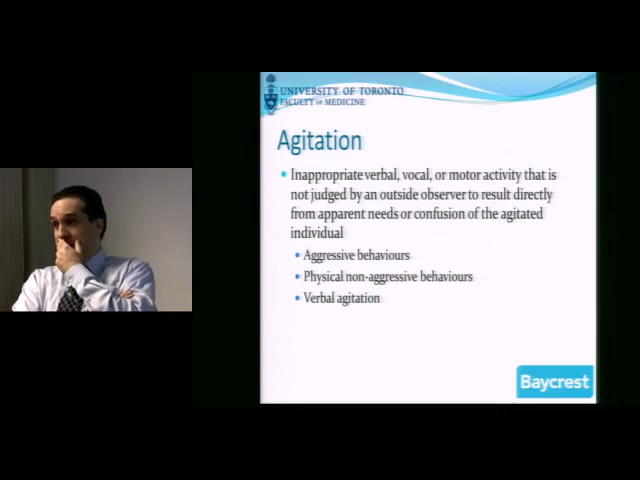 UNIVERSITY OF TORONTO
FACULTY OF MEDICINE
Agitation
Inappropriate verbal, vocal, or motor activity that is
not judged by an outside observer to result directly
from apparent needs or confusion of the agitated
individual
Aggressive behaviours
Physical non-aggressive behaviours
Verbal agitation
Baycrest